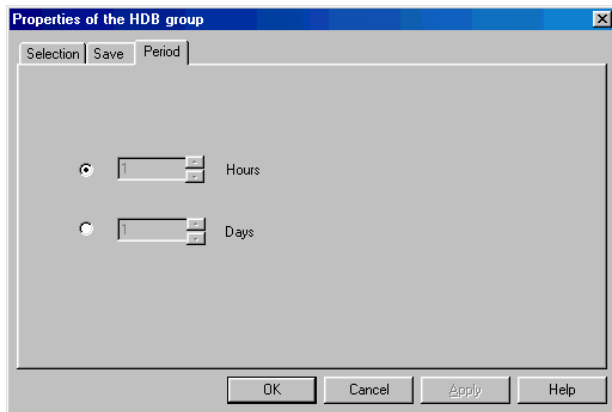 Properties of the HDB group
Selection Save Period
1 Hours
1 Days
OK Cancel Apply Help